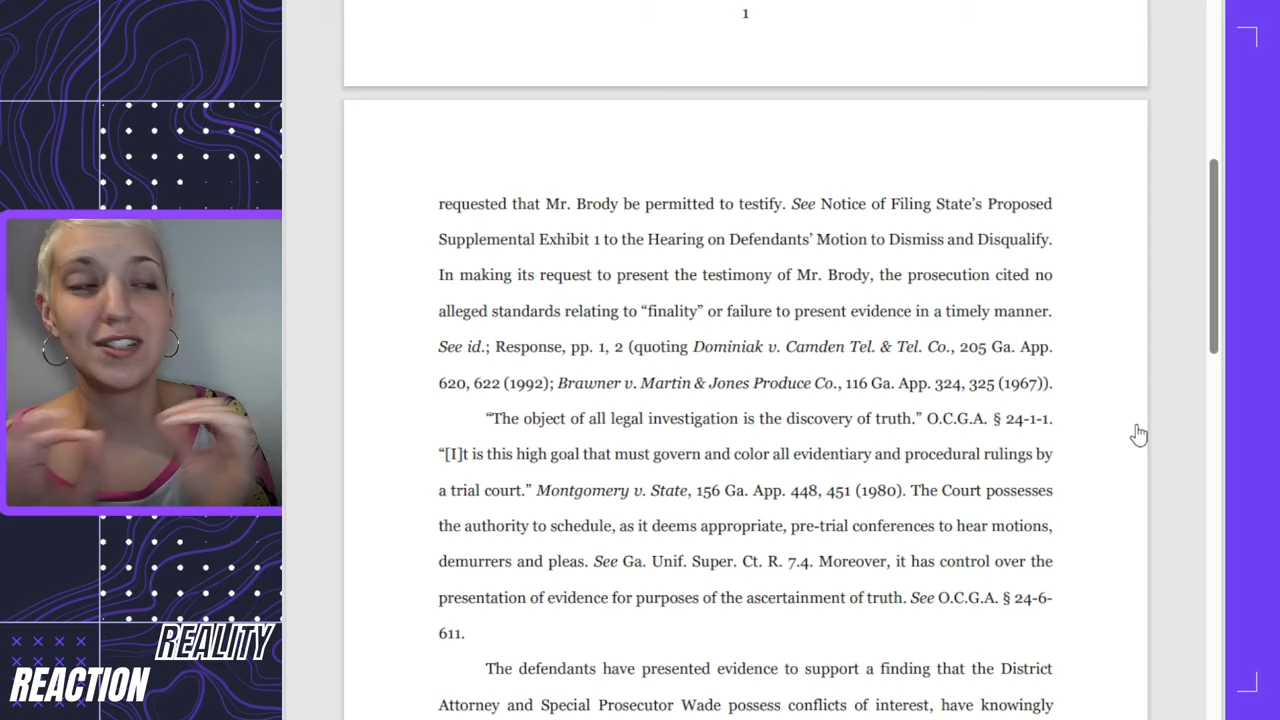 1
requested that Mr. Brody be permitted to testify. See Notice of Filing State’s Proposed
Supplemental Exhibit 1 to the Hearing on Defendants’ Motion to Dismiss and Disqualify.
In making its request to present the testimony of Mr. Brody, the prosecution cited no
alleged standards relating to “finality” or failure to present evidence in a timely manner.
See id.; Response, pp. 1, 2 (quoting Dominiak v. Camden Tel. & Tel. Co., 205 Ga. App.
620, 622 (1992); Brawner v. Martin & Jones Produce Co., 116 Ga. App. 324, 325 (1967)).
“The object of all legal investigation is the discovery of truth.” O.C.G.A. § 24-1-1.
“[I]t is this high goal that must govern and color all evidentiary and procedural rulings by
a trial court.” Montgomery v. State, 156 Ga. App. 448, 451 (1980). The Court possesses
the authority to schedule, as it deems appropriate, pre-trial conferences to hear motions,
demurrers and pleas. See Ga. Unif. Super. Ct. R. 7.4. Moreover, it has control over the
presentation of evidence for purposes of the ascertainment of truth. See O.C.G.A. § 24-6-
611.
The defendants have presented evidence to support a finding that the District
Attorney and Special Prosecutor Wade possess conflicts of interest, have knowingly
REALITY
REACTION